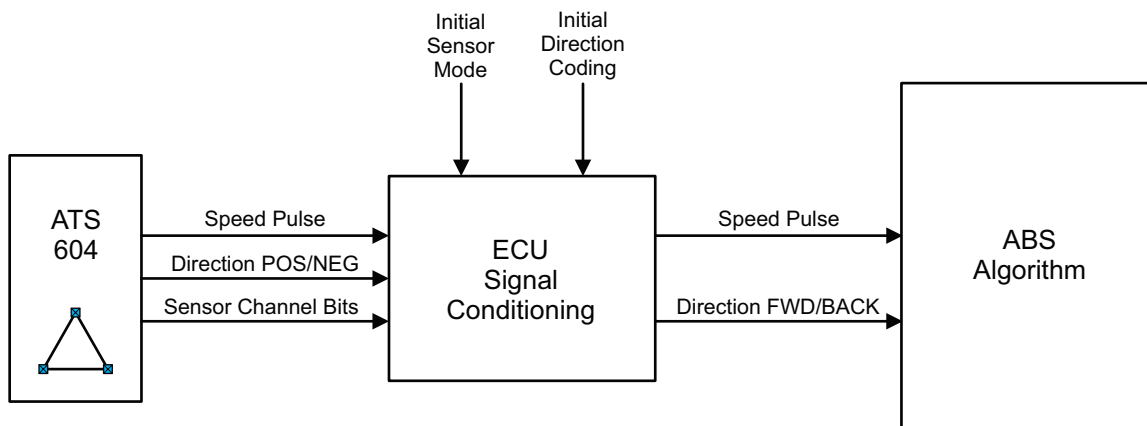 Initial
Sensor
Mode
Initial
Direction
Coding
ATS
604
Speed Pulse
Direction POS/NEG
Sensor Channel Bits
ECU
Signal
Conditioning
Speed Pulse
Direction FWD/BACK
ABS
Algorithm